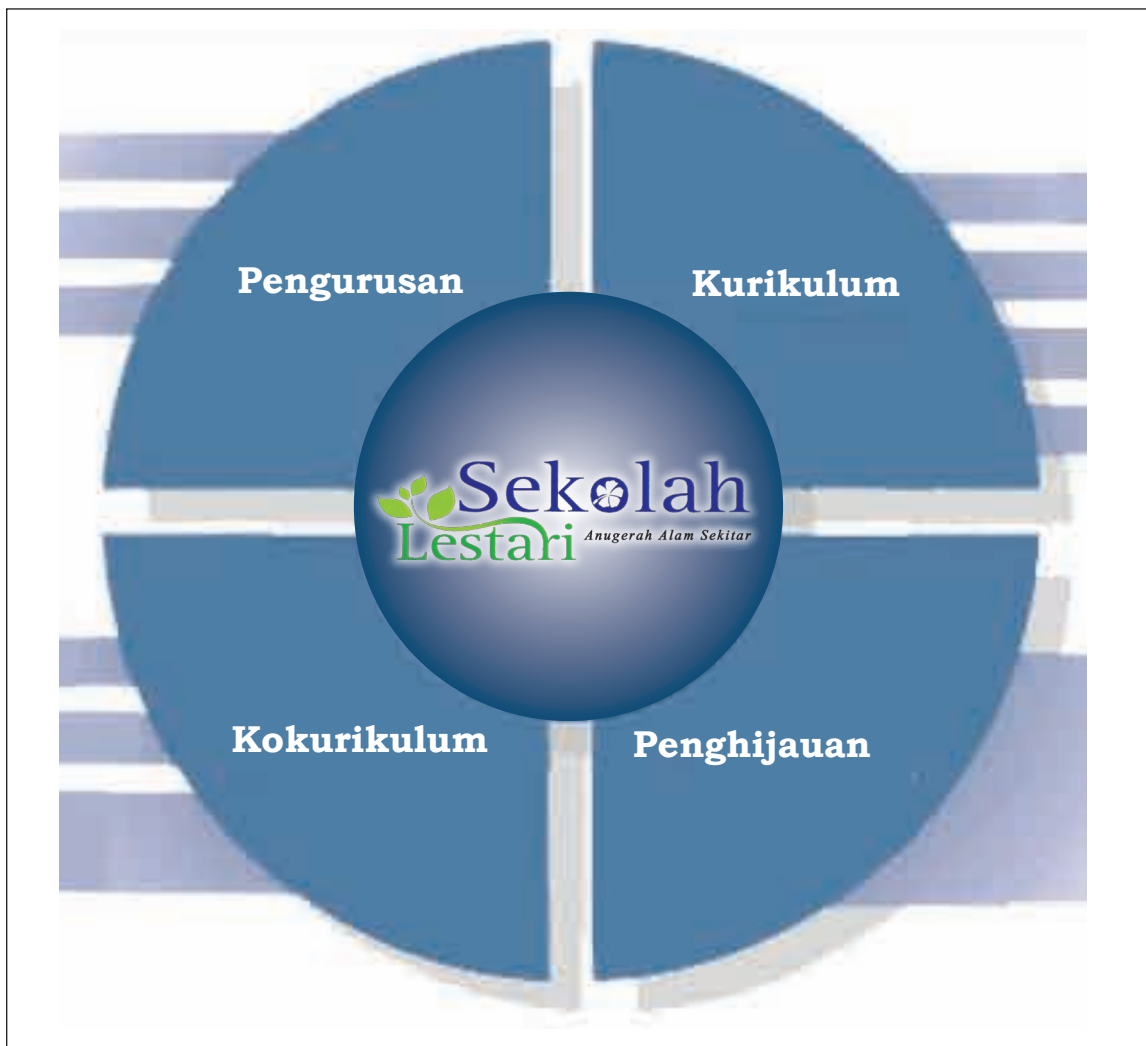 Pengurusan
Kurikulum
Sekolah
Lestari
Anugerah Alam Sekitar
Kokurikulum
Penghijauan